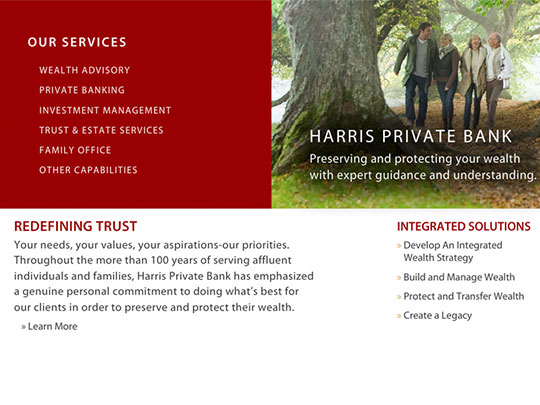 OUR SERVICES
WEALTH ADVISORY
PRIVATE BANKING
INVESTMENT MANAGEMENT
TRUST & ESTATE SERVICES
FAMILY OFFICE
OTHER CAPABILITIES
HARRIS PRIVATE BANK
Preserving and protecting your wealth
with expert guidance and understanding.
REDEFINING TRUST
Your needs, your values, your aspirations-our priorities.
Throughout the more than 100 years of serving affluent
individuals and families, Harris Private Bank has emphasized
a genuine personal commitment to doing what's best for
our clients in order to preserve and protect their wealth.
» Learn More
INTEGRATED SOLUTIONS
» Develop An Integrated
Wealth Strategy
» Build and Manage Wealth
» Protect and Transfer Wealth
» Create a Legacy